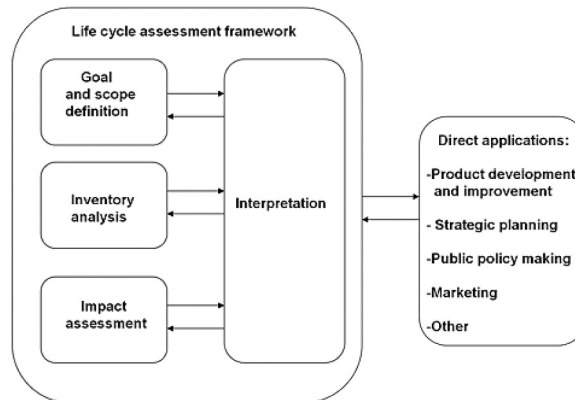 Life cycle assessment framework
Goal
and scope
definition
Inventory
analysis
Impact
assessment
Interpretation
Direct applications:
-Product development
and improvement
- Strategic planning
-Public policy making
-Marketing
-Other